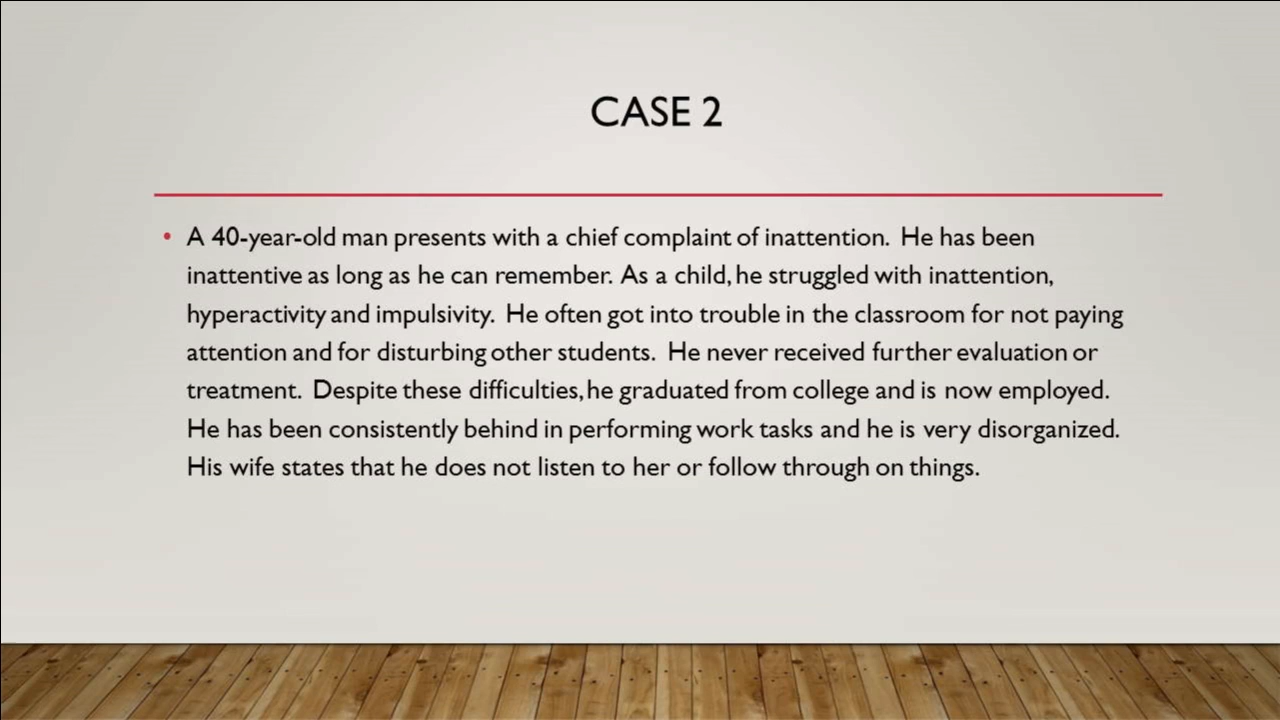 CASE 2
• A 40-year-old man presents with a chief complaint of inattention. He has been
inattentive as long as he can remember. As a child, he struggled with inattention,
hyperactivity and impulsivity. He often got into trouble in the classroom for not paying
attention and for disturbing other students. He never received further evaluation or
treatment. Despite these difficulties, he graduated from college and is now employed.
He has been consistently behind in performing work tasks and he is very disorganized.
His wife states that he does not listen to her or follow through on things.